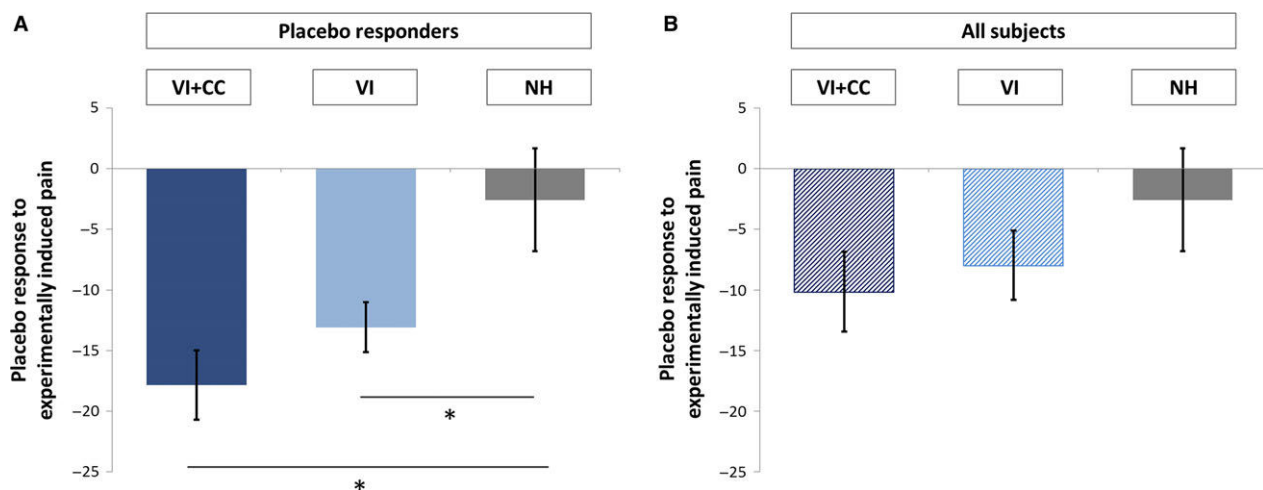 A
Placebo responders
VI+CC VI NH
Placebo response to
experimentally induced pain
5
0
–5
–10
–15
–20
–25
*
*
B
All subjects
VI+CC VI NH
Placebo response to
experimentally induced pain
5
0
–5
–10
–15
–20
–25